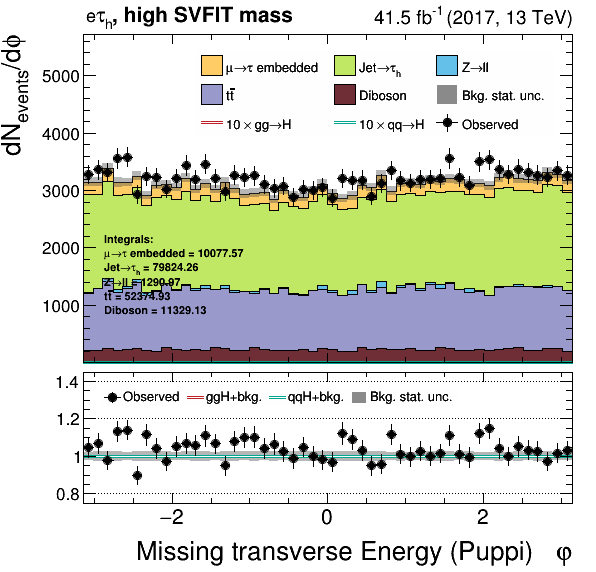 eτh, high SVFIT mass 41.5 fb⁻¹ (2017, 13 TeV)
dNevents/dϕ
μ→τ embedded Jet→τh Z→ll
tt̄ Diboson Bkg. stat. unc.
10 × gg→H 10 × qq→H Observed
5000
4000
3000
2000
1000
Integrals:
μ→τ embedded = 10077.57
Jet→τh = 79824.26
Z→ll = 1290.97
tt̄ = 52374.93
Diboson = 11329.13
Observed ggH+bkg. qqH+bkg. Bkg. stat. unc.
1.4
1.2
1
0.8
−2 0 2
Missing transverse Energy (Puppi) φ